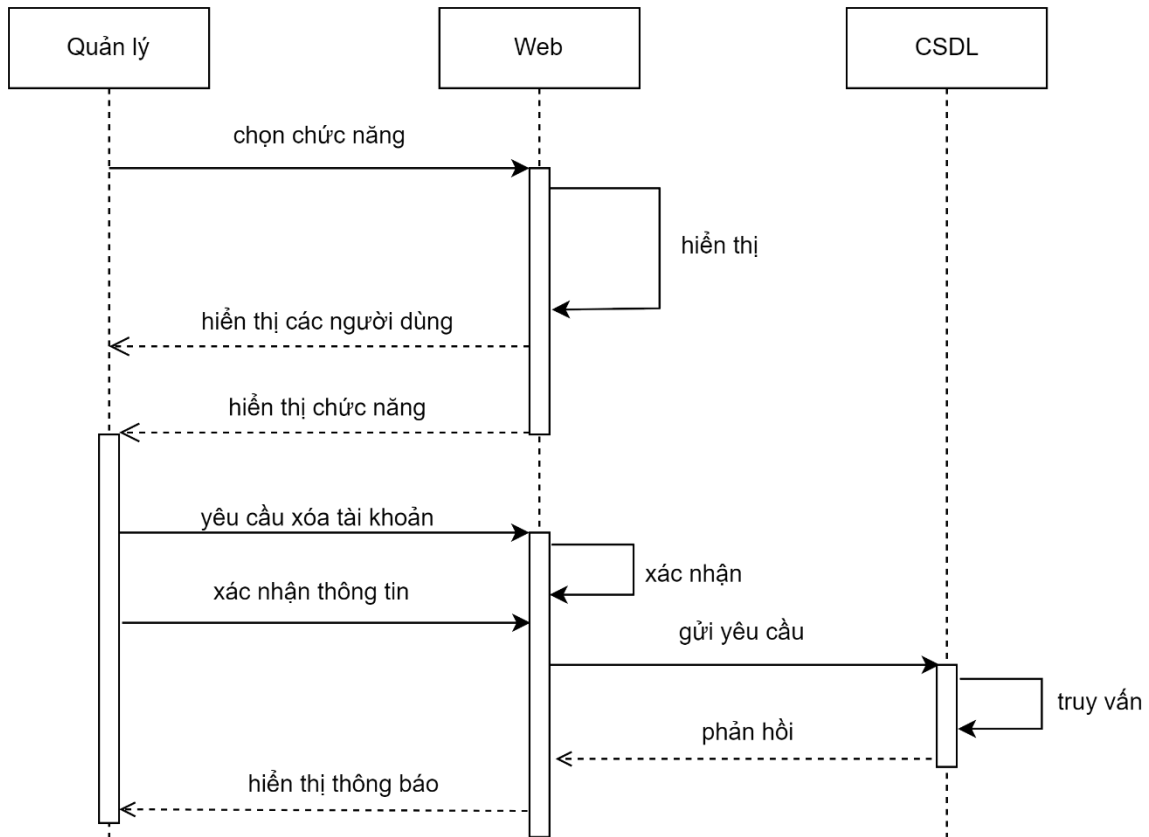 Quản lý
Web
CSDL
chọn chức năng
hiển thị
hiển thị các người dùng
hiển thị chức năng
yêu cầu xóa tài khoản
xác nhận
xác nhận thông tin
gửi yêu cầu
truy vấn
phản hồi
hiển thị thông báo